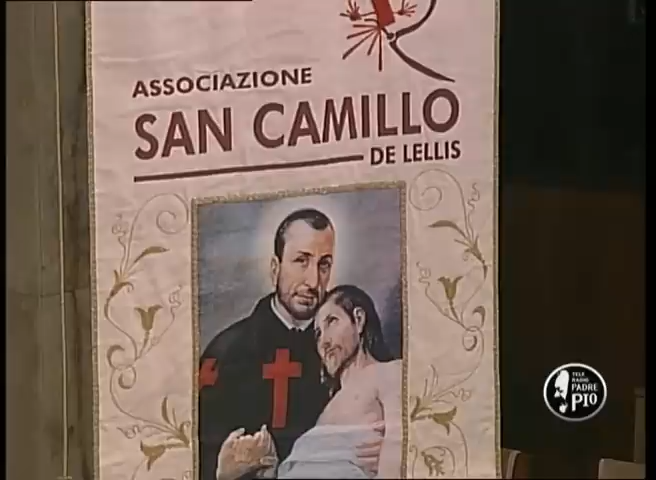 ASSOCIAZIONE
SAN CAMILLO
DE LELLIS
TELE
RADIO
PADRE
PIO